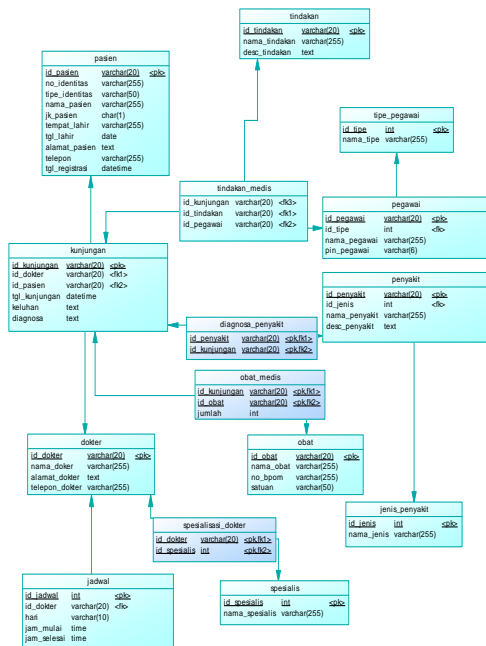 tindakan
id_tindakan varchar(20) <pk>
nama_tindakan varchar(255)
desc_tindakan text
pasien
id_pasien varchar(20) <pk>
no_identitas varchar(255)
tipe_identitas varchar(50)
nama_pasien varchar(255)
jk_pasien char(1)
tempat_lahir varchar(255)
tgl_lahir date
alamat_pasien text
telepon varchar(255)
tgl_registrasi datetime
tipe_pegawai
id_tipe int <pk>
nama_tipe varchar(255)
tindakan_medis
id_kunjungan varchar(20) <fk3>
id_tindakan varchar(20) <fk1>
id_pegawai varchar(20) <fk2>
pegawai
id_pegawai varchar(20) <pk>
id_tipe int <fk>
nama_pegawai varchar(255)
pin_pegawai varchar(6)
kunjungan
id_kunjungan varchar(20) <pk>
id_dokter varchar(20) <fk1>
id_pasien varchar(20) <fk2>
tgl_kunjungan datetime
keluhan text
diagnosa text
penyakit
id_penyakit varchar(20) <pk>
id_jenis int <fk>
nama_penyakit varchar(255)
desc_penyakit text
diagnosa_penyakit
id_penyakit varchar(20) <pk,fk1>
id_kunjungan varchar(20) <pk,fk2>
obat_medis
id_kunjungan varchar(20) <pk,fk1>
id_obat varchar(20) <pk,fk2>
jumlah int
dokter
id_dokter varchar(20) <pk>
nama_doker varchar(255)
alamat_dokter text
telepon_dokter varchar(255)
obat
id_obat varchar(20) <pk>
nama_obat varchar(255)
no_bpom varchar(255)
satuan varchar(50)
jenis_penyakit
id_jenis int <pk>
nama_jenis varchar(255)
spesialisasi_dokter
id_dokter varchar(20) <pk,fk1>
id_spesialis int <pk,fk2>
jadwal
id_jadwal int <pk>
id_dokter varchar(20) <fk>
hari varchar(10)
jam_mulai time
jam_selesai time
spesialis
id_spesialis int <pk>
nama_spesialis varchar(255)